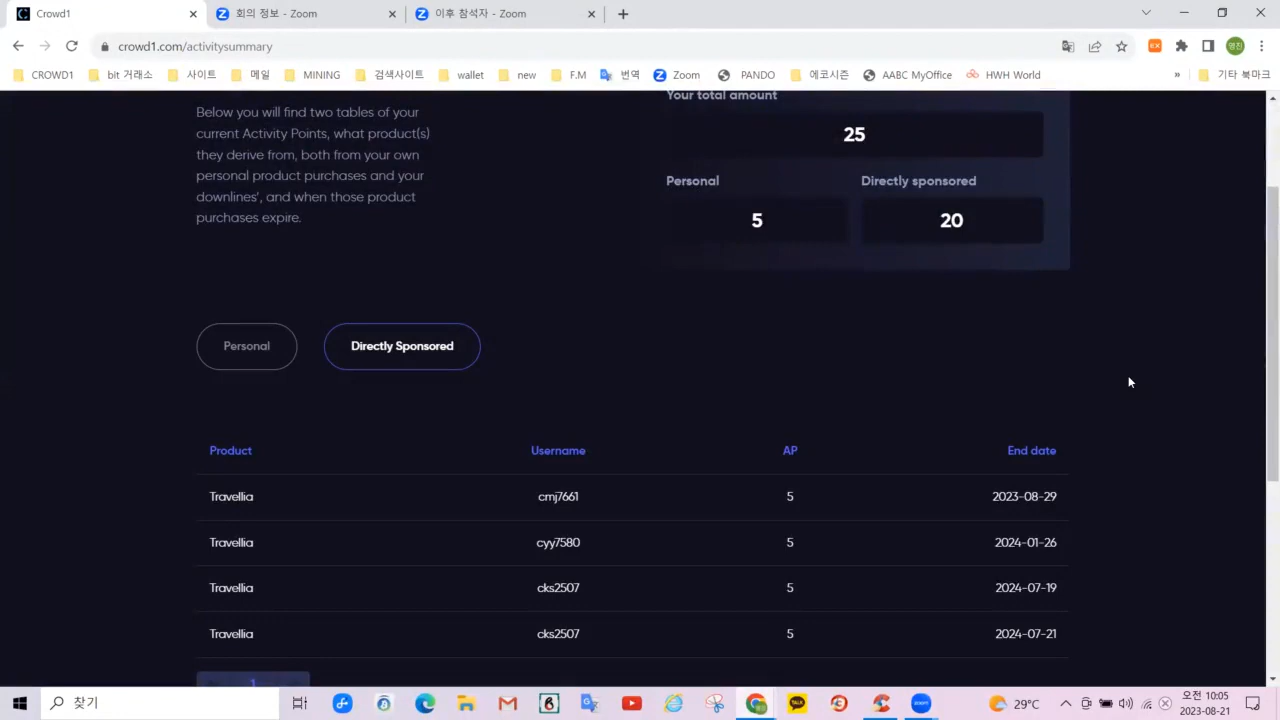 Crowd1
회의 정보 - Zoom
이후 참석자 - Zoom
crowd1.com/activitysummary
CROWD1
bit 거래소
사이트
메일
MINING
검색사이트
wallet
new
F.M
번역
Zoom
PANDO
에코시즌
AABC MyOffice
HWH World
»
기타 북마크
Below you will find two tables of your
current Activity Points, what product(s)
they derive from, both from your own
personal product purchases and your
downlines', and when those product
purchases expire.
Your total amount
25
Personal Directly sponsored
5 20
Personal Directly Sponsored
Product Username AP End date
Travellia cmj7661 5 2023-08-29
Travellia cyy7580 5 2024-01-26
Travellia cks2507 5 2024-07-19
Travellia cks2507 5 2024-07-21
1
찾기
29°C
오전 10:05
2023-08-21